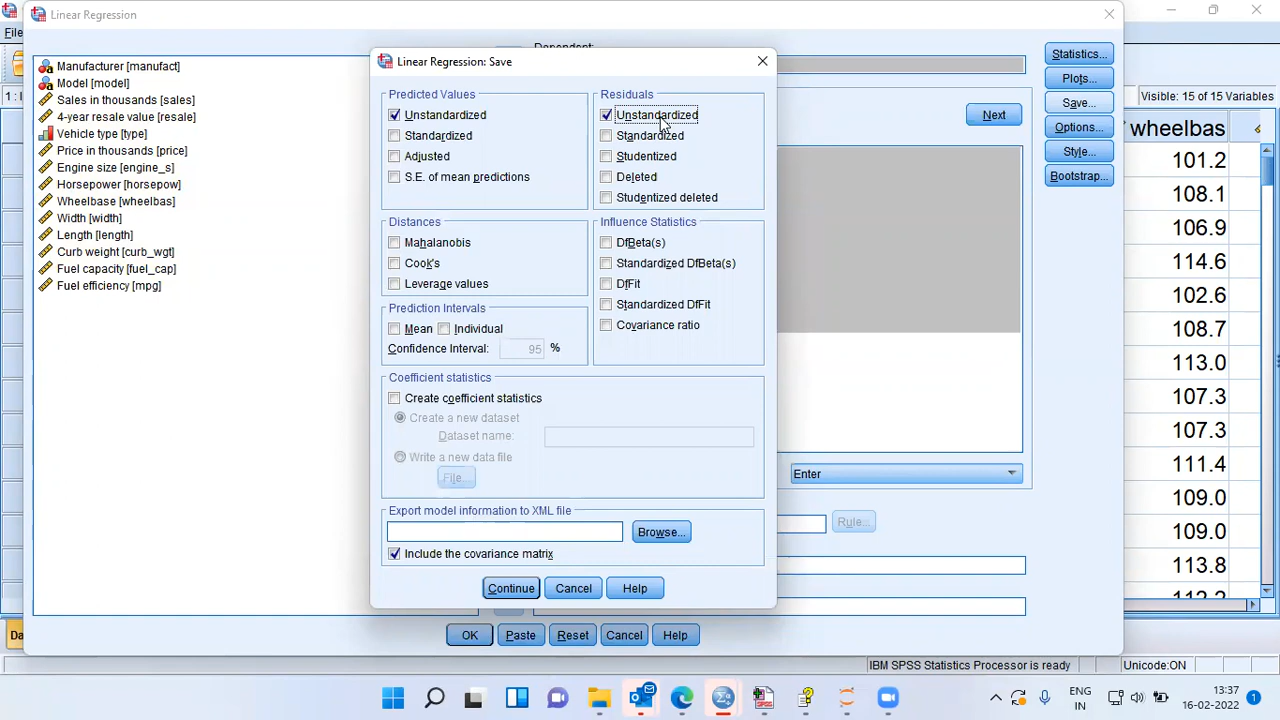 Linear Regression
File
Dependent:
Manufacturer [manufact]
Model [model]
Sales in thousands [sales]
4-year resale value [resale]
Vehicle type [type]
Price in thousands [price]
Engine size [engine_s]
Horsepower [horsepow]
Wheelbase [wheelbas]
Width [width]
Length [length]
Curb weight [curb_wgt]
Fuel capacity [fuel_cap]
Fuel efficiency [mpg]
Linear Regression: Save
Predicted Values
Unstandardized
Standardized
Adjusted
S.E. of mean predictions
Residuals
Unstandardized
Standardized
Studentized
Deleted
Studentized deleted
Distances
Mahalanobis
Cook's
Leverage values
Influence Statistics
DfBeta(s)
Standardized DfBeta(s)
DfFit
Standardized DfFit
Covariance ratio
Prediction Intervals
Mean Individual
Confidence Interval: 95 %
Coefficient statistics
Create coefficient statistics
Create a new dataset
Dataset name:
Write a new data file
File...
Export model information to XML file
Browse...
Include the covariance matrix
Continue Cancel Help
Next
Enter
Rule...
Statistics...
Plots...
Save...
Options...
Style...
Bootstrap...
OK Paste Reset Cancel Help
1 :
Visible: 15 of 15 Variables
wheelbas
101.2
108.1
106.9
114.6
102.6
108.7
113.0
107.3
107.3
111.4
109.0
109.0
113.8
112.2
Da
IBM SPSS Statistics Processor is ready
Unicode:ON
ENG
IN
13:37
16-02-2022
1